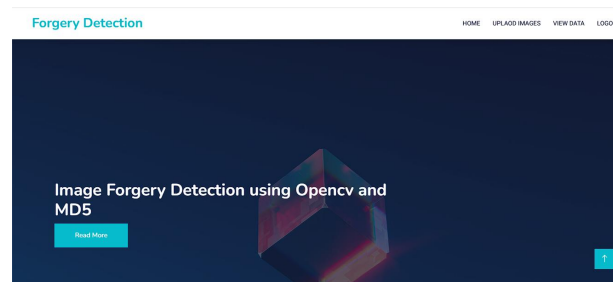 Forgery Detection
HOME UPLAOD IMAGES VIEW DATA LOGO
Image Forgery Detection using Opencv and
MD5
Read More